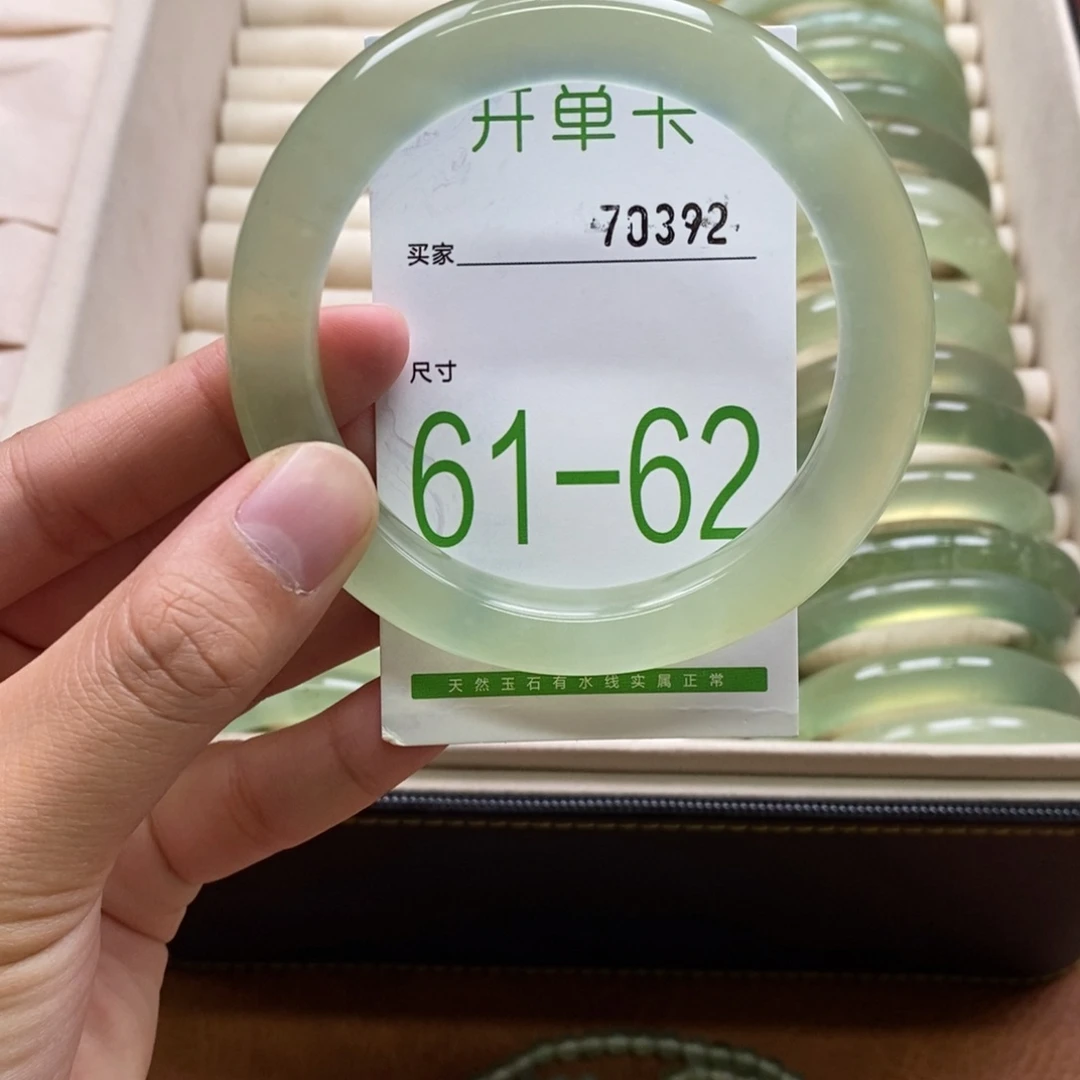 开单卡
70392
买家
尺寸
61-62
天然玉石有水线实属正常